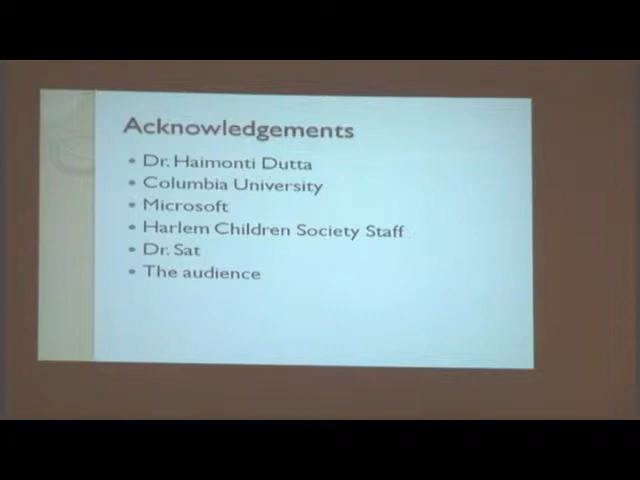 Acknowledgements
• Dr. Haimonti Dutta
• Columbia University
• Microsoft
• Harlem Children Society Staff
• Dr. Sat
• The audience